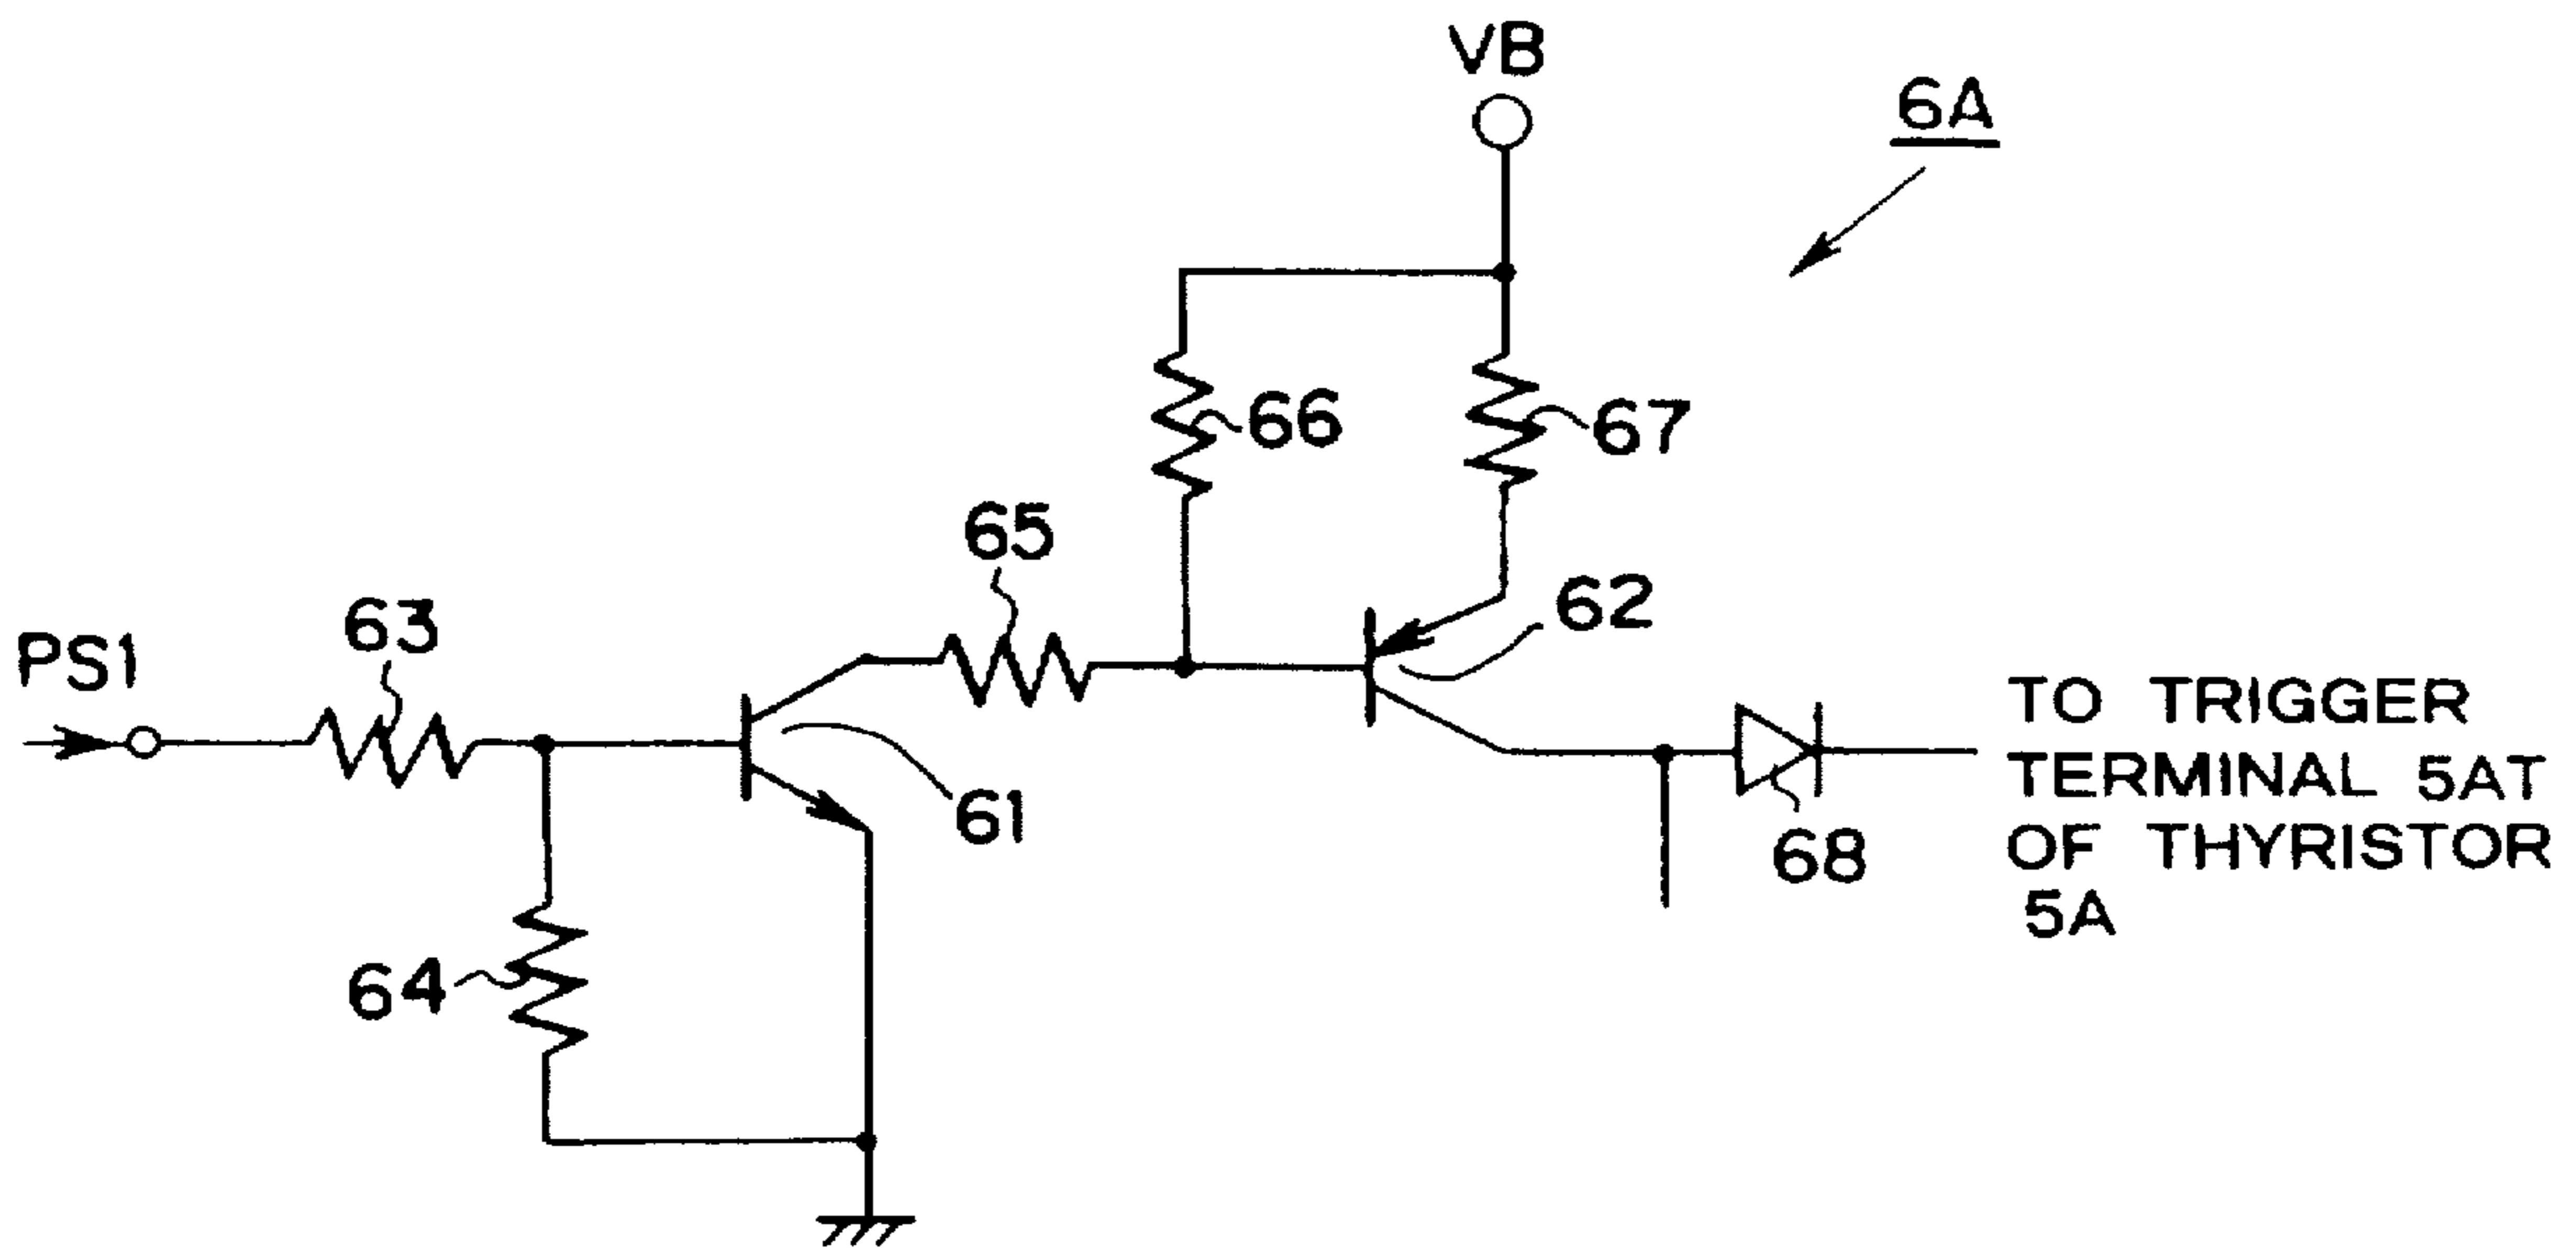 VB
6A
66
67
65
62
63
PS1
61
TO TRIGGER
TERMINAL 5AT
OF THYRISTOR
5A
68
64